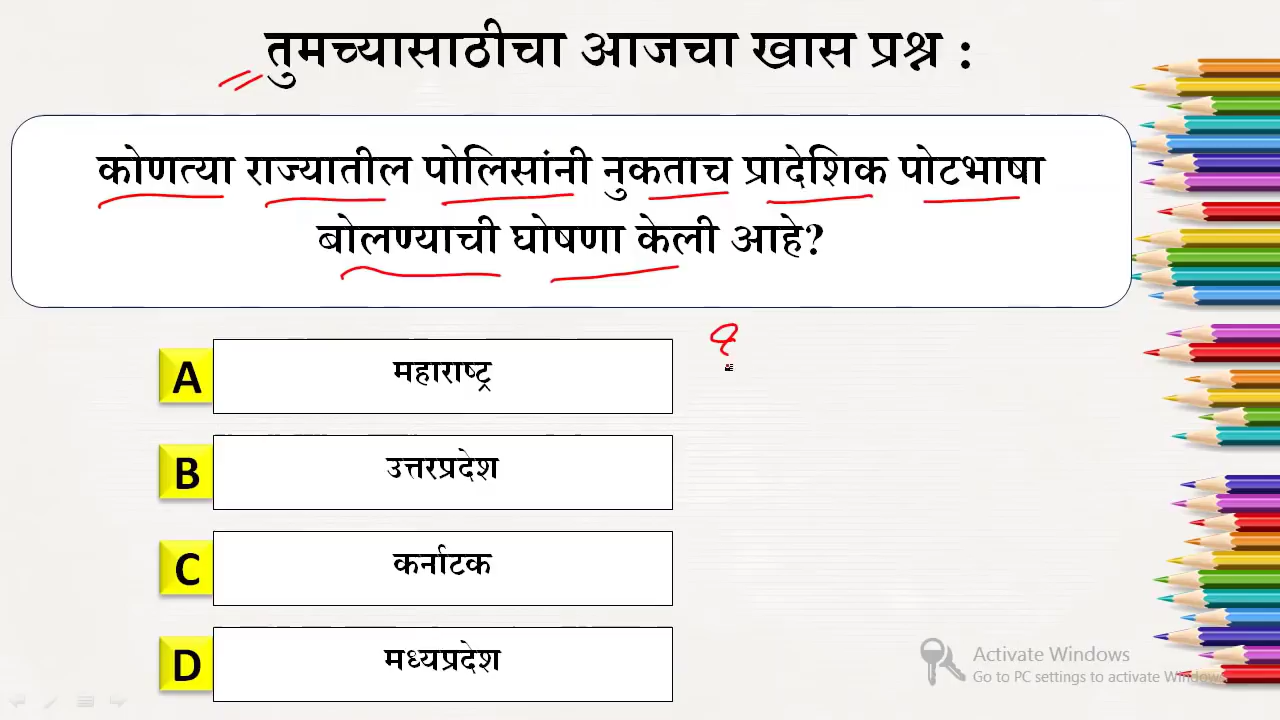 तुमच्यासाठीचा आजचा खास प्रश्न :
कोणत्या राज्यातील पोलिसांनी नुकताच प्रादेशिक पोटभाषा
बोलण्याची घोषणा केली आहे?
A महाराष्ट्र
B उत्तरप्रदेश
C कर्नाटक
D मध्यप्रदेश
Activate Windows
Go to PC settings to activate Windows